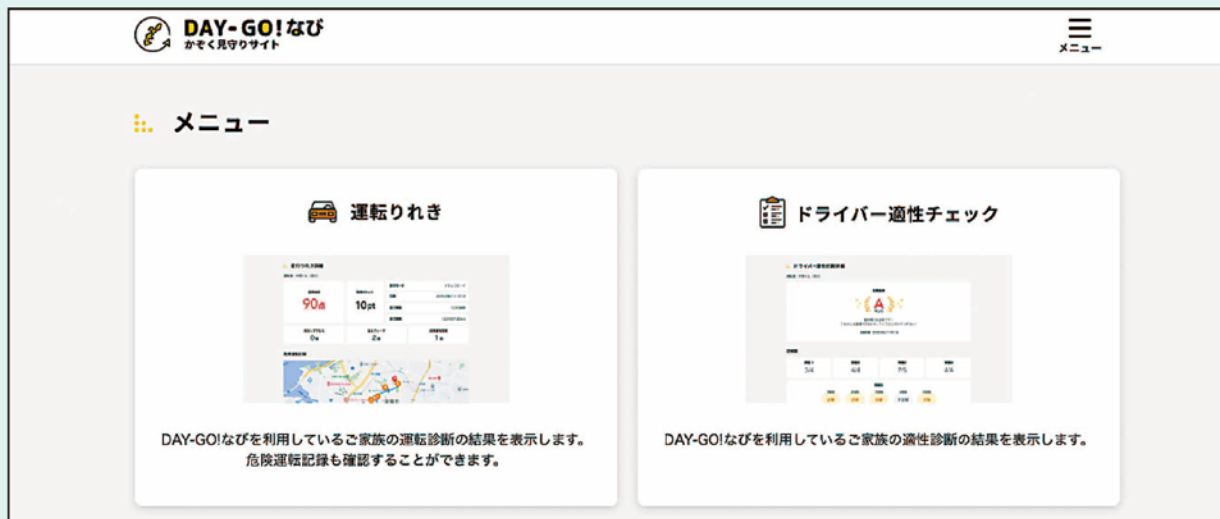 DAY-GO!なび
かぞく見守りサイト
メニュー
メニュー
運転りれき
90点
10pt
DAY-GO!なびを利用しているご家族の運転診断の結果を表示します。
危険運転記録も確認することができます。
ドライバー適性チェック
A
DAY-GO!なびを利用しているご家族の適性診断の結果を表示します。